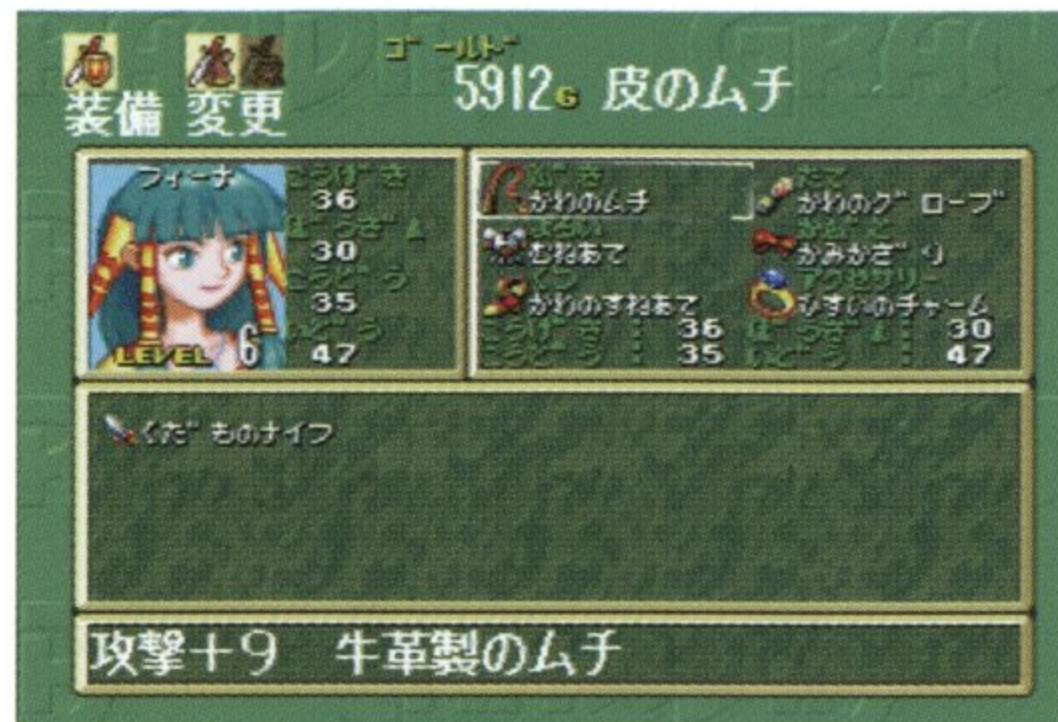 ゴールド
装備 変更 5912G 皮のムチ
フィーナ
こうげき
36
ぼうぎょ
30
こうどう
35
いどう
47
LEVEL 6
ぶき たて
かわのムチ かわのグローブ
よろい かぶと
むねあて かみかざり
くつ アクセサリー
かわのすねあて ひすいのチャーム
こうげき : 36 ぼうぎょ : 30
こうどう : 35 いどう : 47
くだものナイフ
攻撃+9 牛革製のムチ